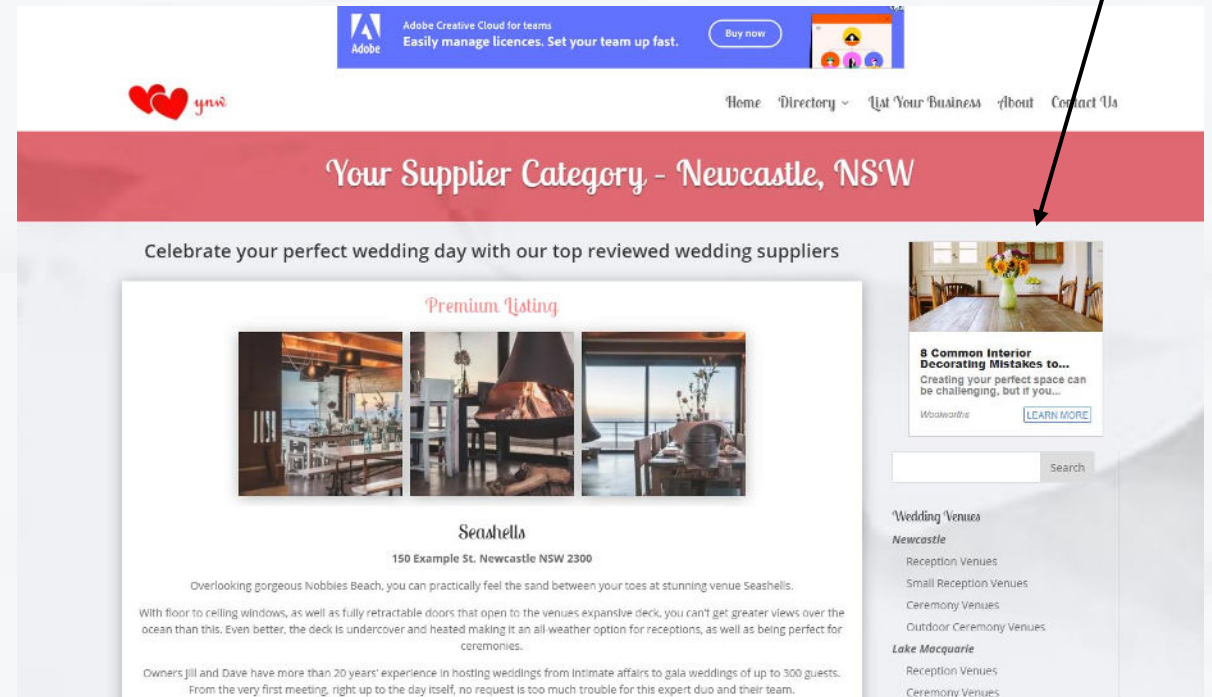 Adobe Creative Cloud for teams
Easily manage licences. Set your team up fast.
Buy now
Adobe
ynw
Home Directory List Your Business About Contact Us
Your Supplier Category - Newcastle, NSW
Celebrate your perfect wedding day with our top reviewed wedding suppliers
Premium Listing
Seashells
150 Example St. Newcastle NSW 2300
Overlooking gorgeous Nobbies Beach, you can practically feel the sand between your toes at stunning venue Seashells.
With floor to ceiling windows, as well as fully retractable doors that open to the venues expansive deck, you can't get greater views over the
ocean than this. Even better, the deck is undercover and heated making it an all-weather option for receptions, as well as being perfect for
ceremonies.
Owners Jill and Dave have more than 20 years' experience in hosting weddings from intimate affairs to gala weddings of up to 300 guests.
From the very first meeting, right up to the day itself, no request is too much trouble for this expert duo and their team.
8 Common Interior
Decorating Mistakes to...
Creating your perfect space can
be challenging, but if you...
Woolworths
LEARN MORE
Search
Wedding Venues
Newcastle
Reception Venues
Small Reception Venues
Ceremony Venues
Outdoor Ceremony Venues
Lake Macquarie
Reception Venues
Ceremony Venues